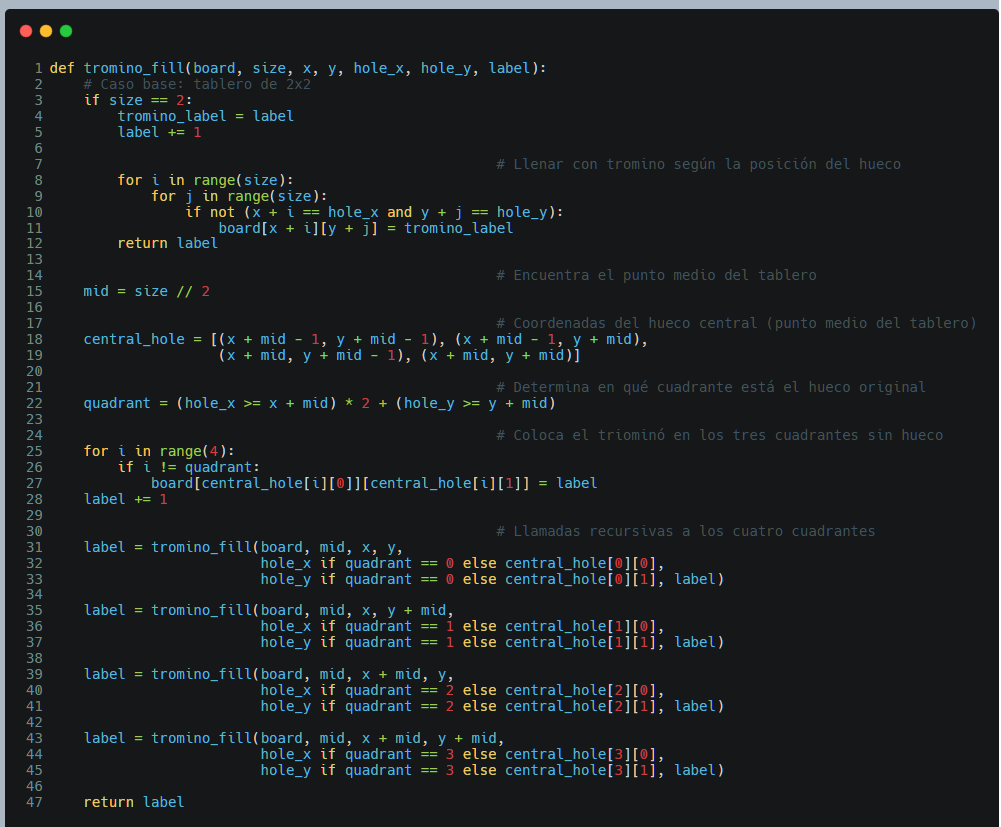 1 def tromino_fill(board, size, x, y, hole_x, hole_y, label):
2     # Caso base: tablero de 2x2
3     if size == 2:
4         tromino_label = label
5         label += 1
6
7                                                     # Llenar con tromino según la posición del hueco
8         for i in range(size):
9             for j in range(size):
10                 if not (x + i == hole_x and y + j == hole_y):
11                     board[x + i][y + j] = tromino_label
12         return label
13
14                                                     # Encuentra el punto medio del tablero
15     mid = size // 2
16
17                                                     # Coordenadas del hueco central (punto medio del tablero)
18     central_hole = [(x + mid - 1, y + mid - 1), (x + mid - 1, y + mid),
19                     (x + mid, y + mid - 1), (x + mid, y + mid)]
20
21                                                     # Determina en qué cuadrante está el hueco original
22     quadrant = (hole_x >= x + mid) * 2 + (hole_y >= y + mid)
23
24                                                     # Coloca el triominó en los tres cuadrantes sin hueco
25     for i in range(4):
26         if i != quadrant:
27             board[central_hole[i][0]][central_hole[i][1]] = label
28     label += 1
29
30                                                     # Llamadas recursivas a los cuatro cuadrantes
31     label = tromino_fill(board, mid, x, y,
32                          hole_x if quadrant == 0 else central_hole[0][0],
33                          hole_y if quadrant == 0 else central_hole[0][1], label)
34
35     label = tromino_fill(board, mid, x, y + mid,
36                          hole_x if quadrant == 1 else central_hole[1][0],
37                          hole_y if quadrant == 1 else central_hole[1][1], label)
38
39     label = tromino_fill(board, mid, x + mid, y,
40                          hole_x if quadrant == 2 else central_hole[2][0],
41                          hole_y if quadrant == 2 else central_hole[2][1], label)
42
43     label = tromino_fill(board, mid, x + mid, y + mid,
44                          hole_x if quadrant == 3 else central_hole[3][0],
45                          hole_y if quadrant == 3 else central_hole[3][1], label)
46
47     return label